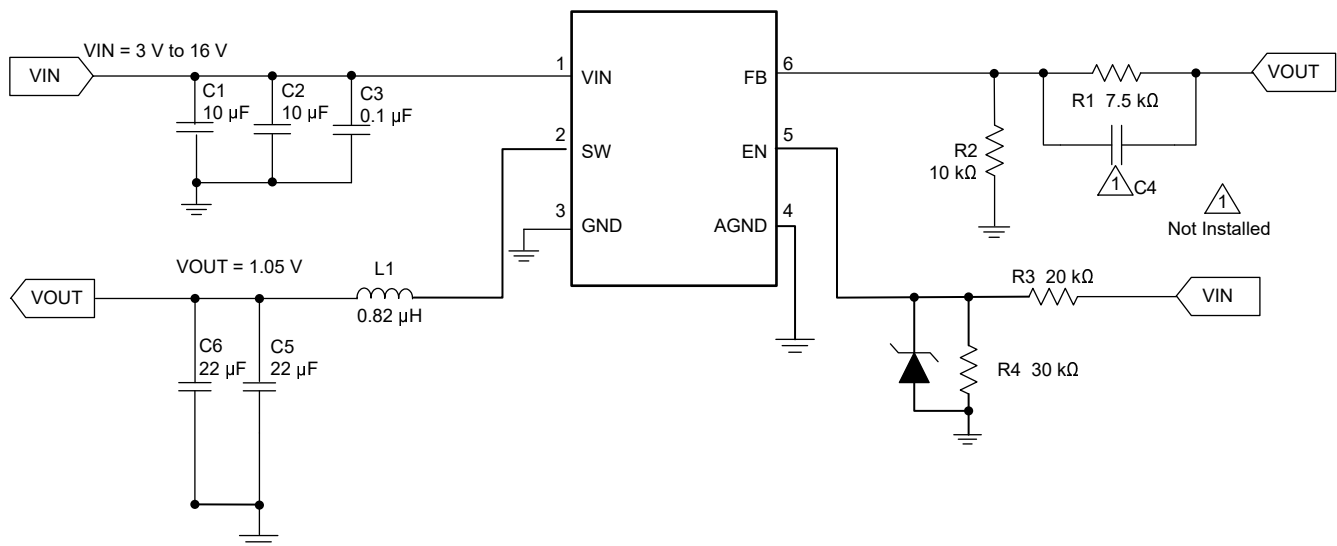 VIN = 3 V to 16 V
VIN
C1
10 µF
C2
10 µF
C3
0.1 µF
1
VIN
2
SW
3
GND
6
FB
5
EN
4
AGND
R2
10 kΩ
R1 7.5 kΩ
VOUT
1
C4
1
Not Installed
VOUT = 1.05 V
VOUT
L1
0.82 µH
C6
22 µF
C5
22 µF
R3 20 kΩ
VIN
R4 30 kΩ